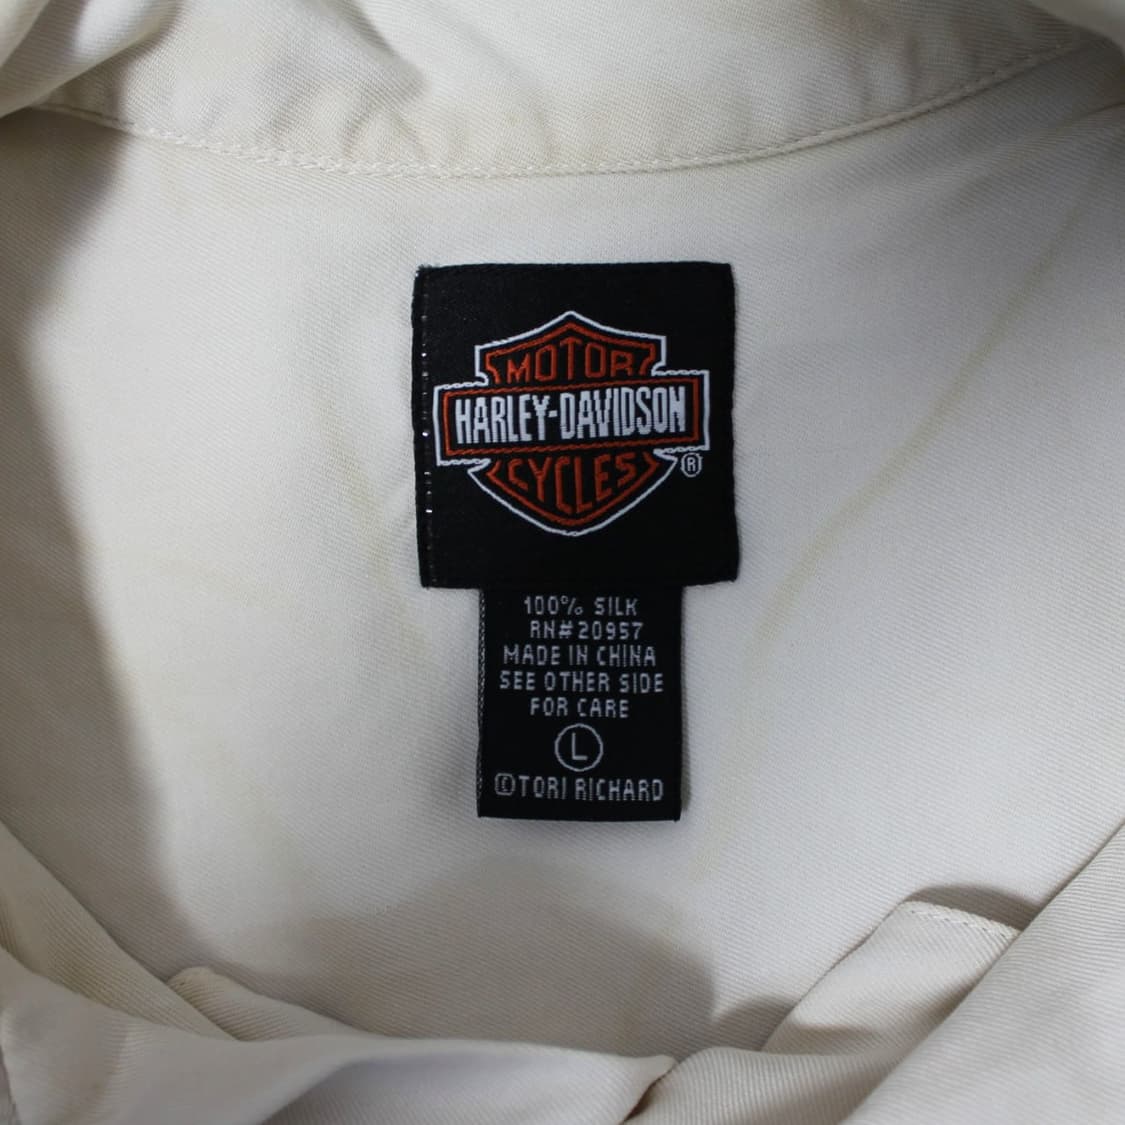 MOTOR
HARLEY-DAVIDSON
CYCLES
®
100% SILK
RN#20957
MADE IN CHINA
SEE OTHER SIDE
FOR CARE
L
©TORI RICHARD